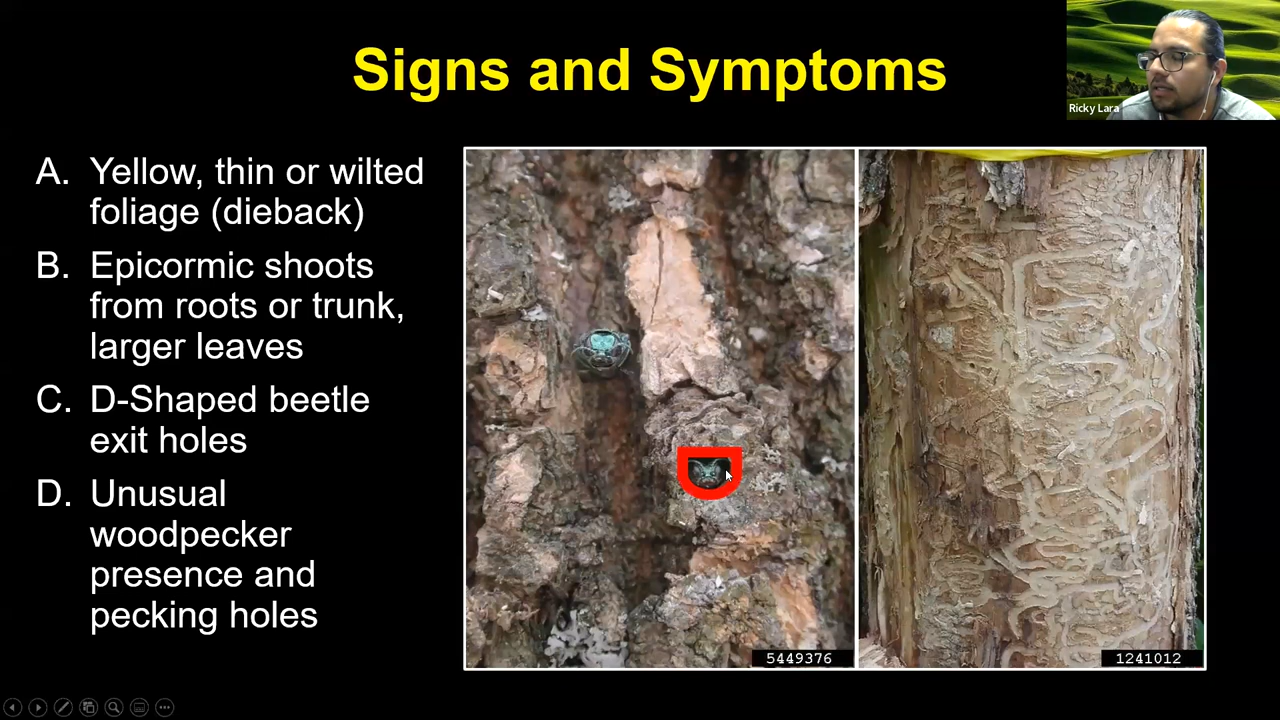 Signs and Symptoms
Ricky Lara
A. Yellow, thin or wilted
foliage (dieback)
B. Epicormic shoots
from roots or trunk,
larger leaves
C. D-Shaped beetle
exit holes
D. Unusual
woodpecker
presence and
pecking holes
5449376
1241012